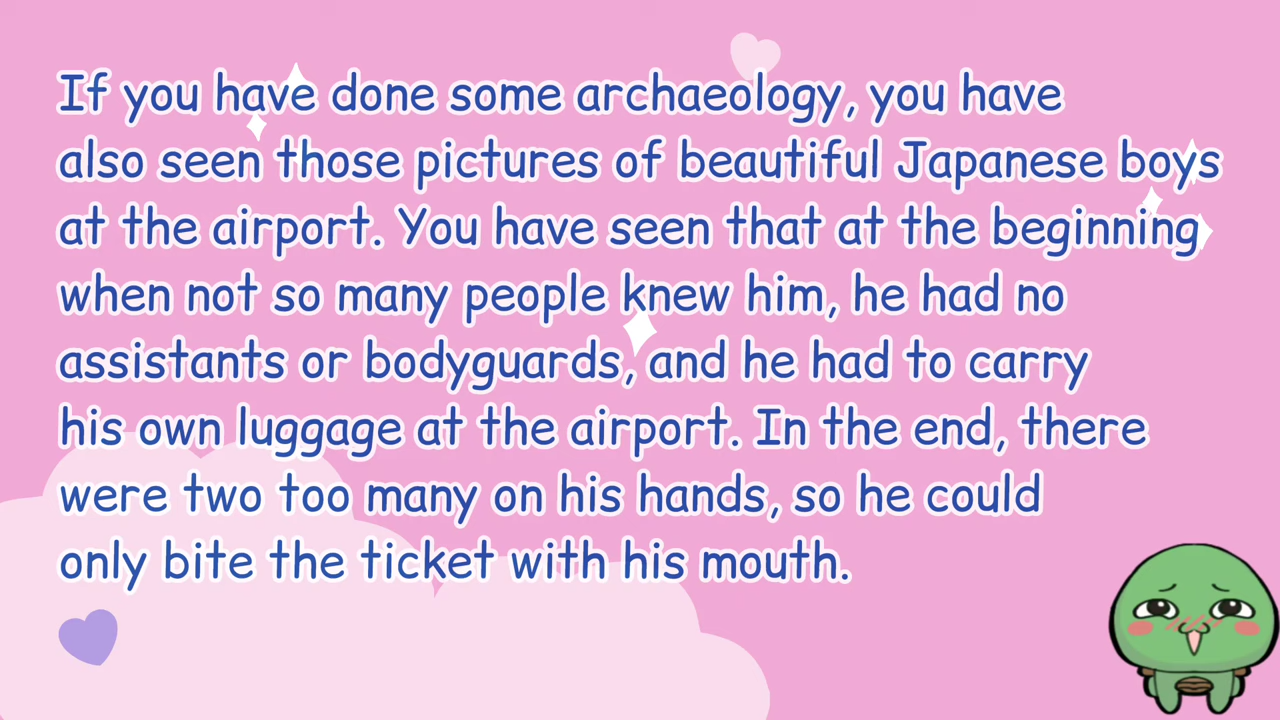 If you have done some archaeology, you have
also seen those pictures of beautiful Japanese boys
at the airport. You have seen that at the beginning
when not so many people knew him, he had no
assistants or bodyguards, and he had to carry
his own luggage at the airport. In the end, there
were two too many on his hands, so he could
only bite the ticket with his mouth.